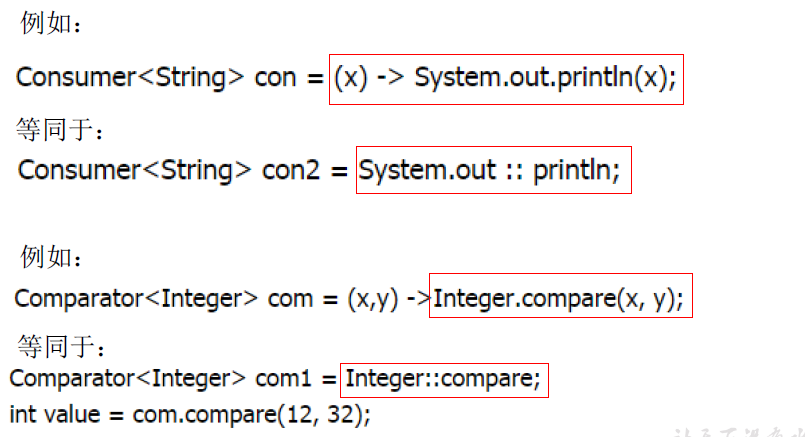 例如：
Consumer<String> con = (x) -> System.out.println(x);
等同于：
Consumer<String> con2 = System.out :: println;
例如：
Comparator<Integer> com = (x,y) ->Integer.compare(x, y);
等同于：
Comparator<Integer> com1 = Integer::compare;
int value = com.compare(12, 32);